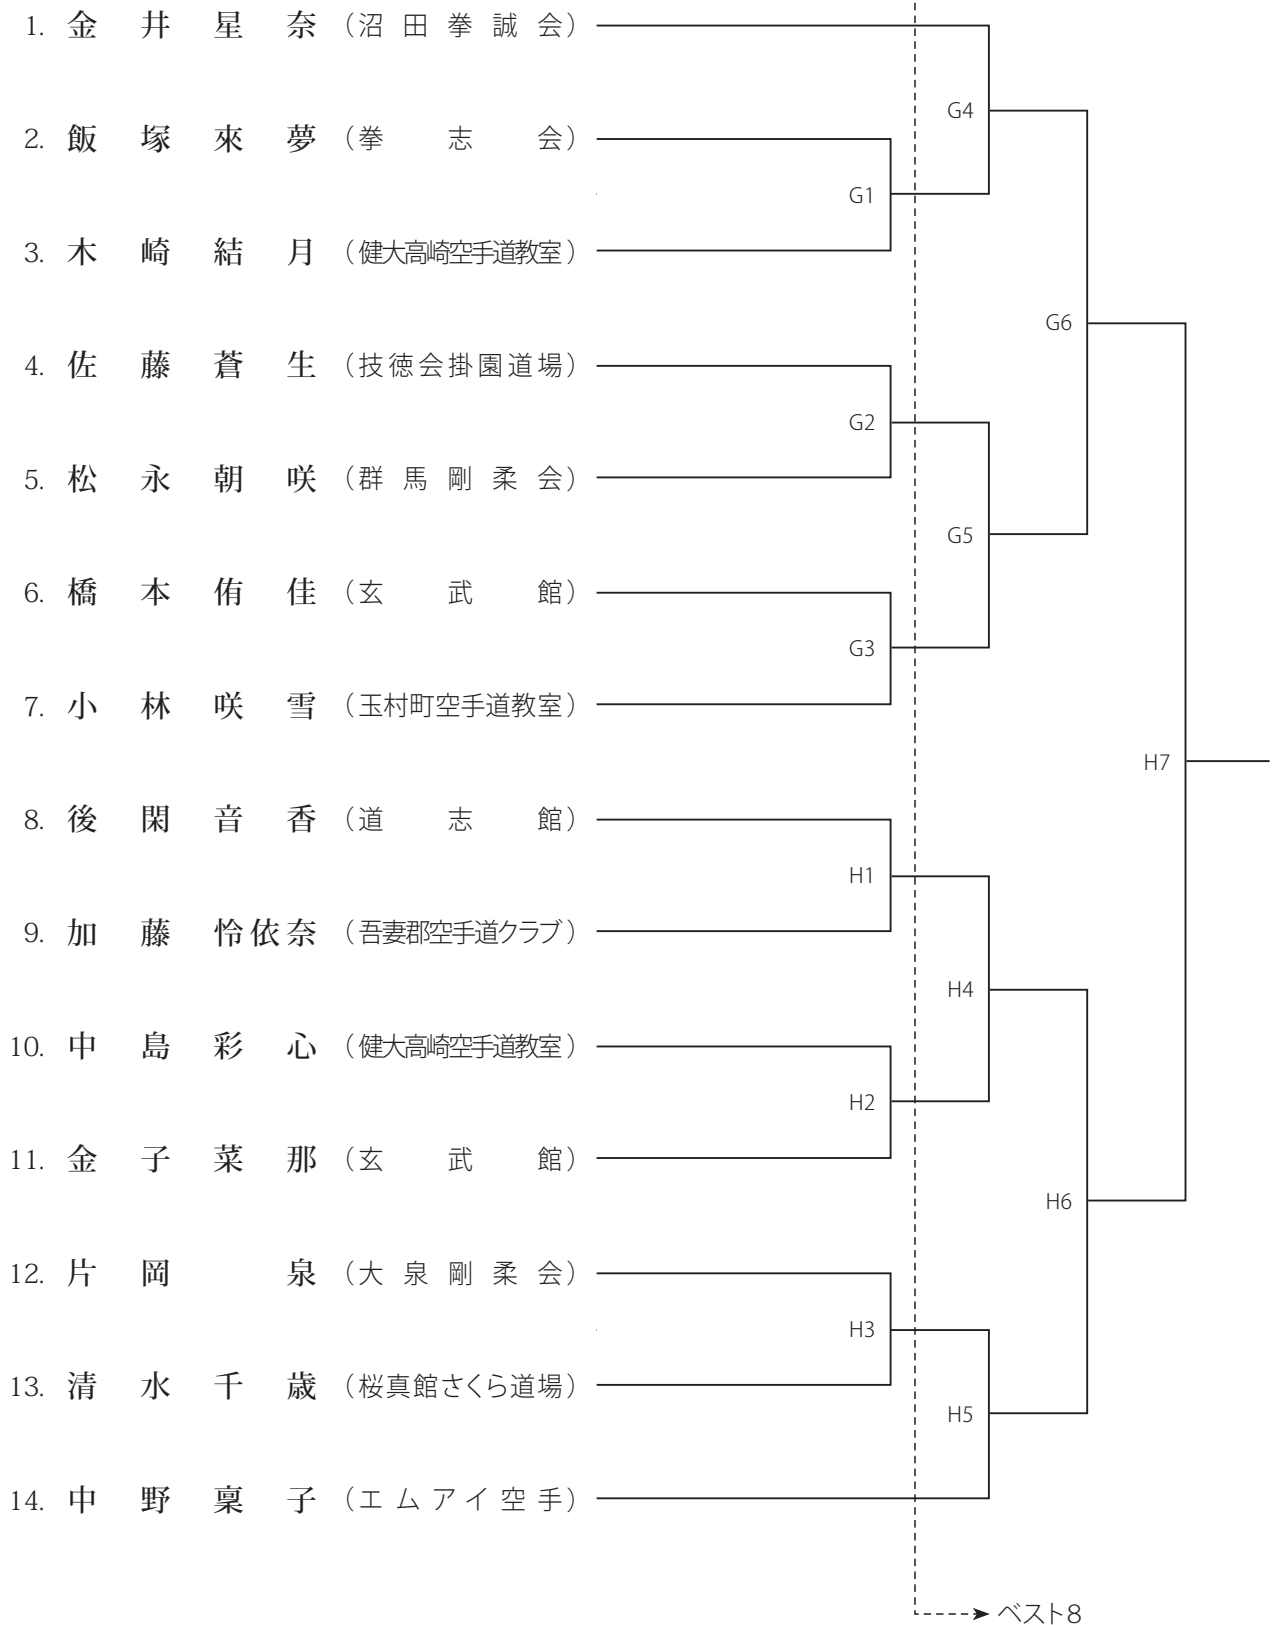 1. 金井星奈（沼田拳誠会）
G4
2. 飯塚來夢（拳志会）
G1
3. 木崎結月（健大高崎空手道教室）
G6
4. 佐藤蒼生（技徳会掛園道場）
G2
5. 松永朝咲（群馬剛柔会）
G5
6. 橋本侑佳（玄武館）
G3
7. 小林咲雪（玉村町空手道教室）
H7
8. 後閑音香（道志館）
H1
9. 加藤怜依奈（吾妻郡空手道クラブ）
H4
10. 中島彩心（健大高崎空手道教室）
H2
11. 金子菜那（玄武館）
H6
12. 片岡泉（大泉剛柔会）
H3
13. 清水千歳（桜真館さくら道場）
H5
14. 中野稟子（エムアイ空手）
ベスト8